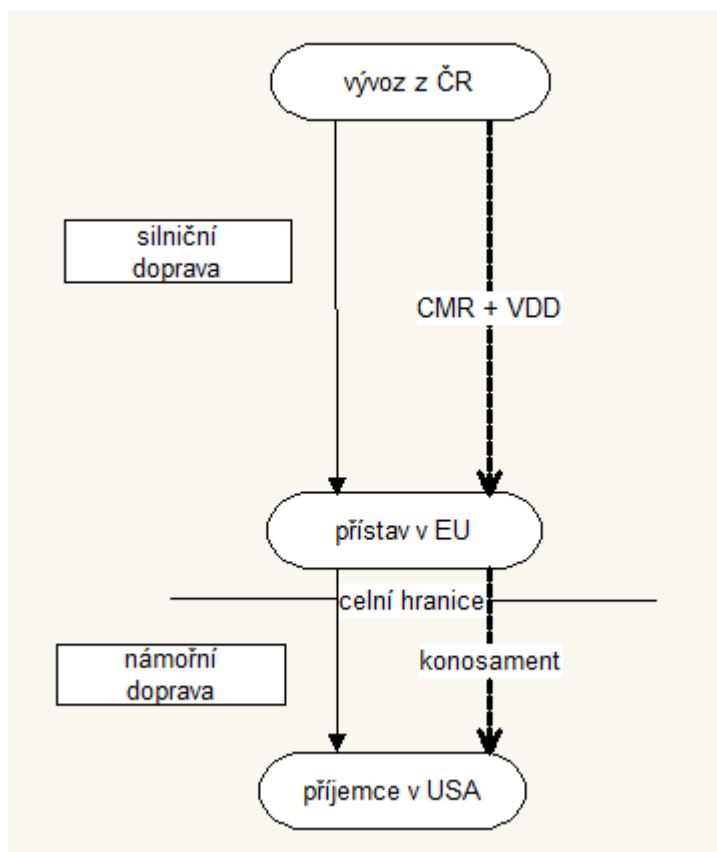 vývoz z ČR
silniční
doprava
CMR + VDD
přístav v EU
celní hranice
námořní
doprava
konosament
příjemce v USA